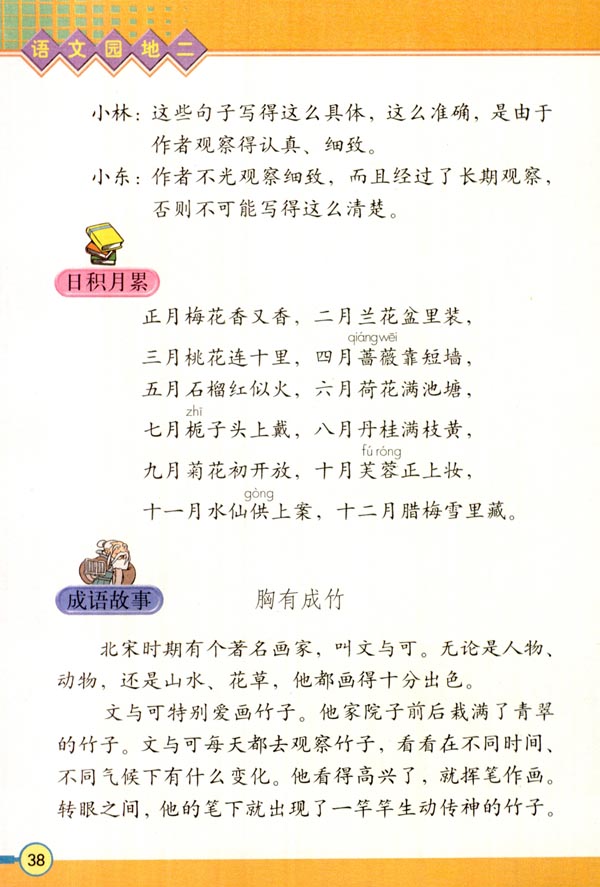 语文园地二
小林：这些句子写得这么具体，这么准确，是由于
作者观察得认真、细致。
小东：作者不光观察细致，而且经过了长期观察，
否则不可能写得这么清楚。
日积月累
正月梅花香又香，二月兰花盆里装，
qiáng wēi
三月桃花连十里，四月蔷薇靠短墙，
五月石榴红似火，六月荷花满池塘，
zhī
七月栀子头上戴，八月丹桂满枝黄，
fú róng
九月菊花初开放，十月芙蓉正上妆，
gòng
十一月水仙供上案，十二月腊梅雪里藏。
成语故事
胸有成竹
北宋时期有个著名画家，叫文与可。无论是人物、
动物，还是山水、花草，他都画得十分出色。
文与可特别爱画竹子。他家院子前后栽满了青翠
的竹子。文与可每天都去观察竹子，看看在不同时间、
不同气候下有什么变化。他看得高兴了，就挥笔作画。
转眼之间，他的笔下就出现了一竿竿生动传神的竹子。
38